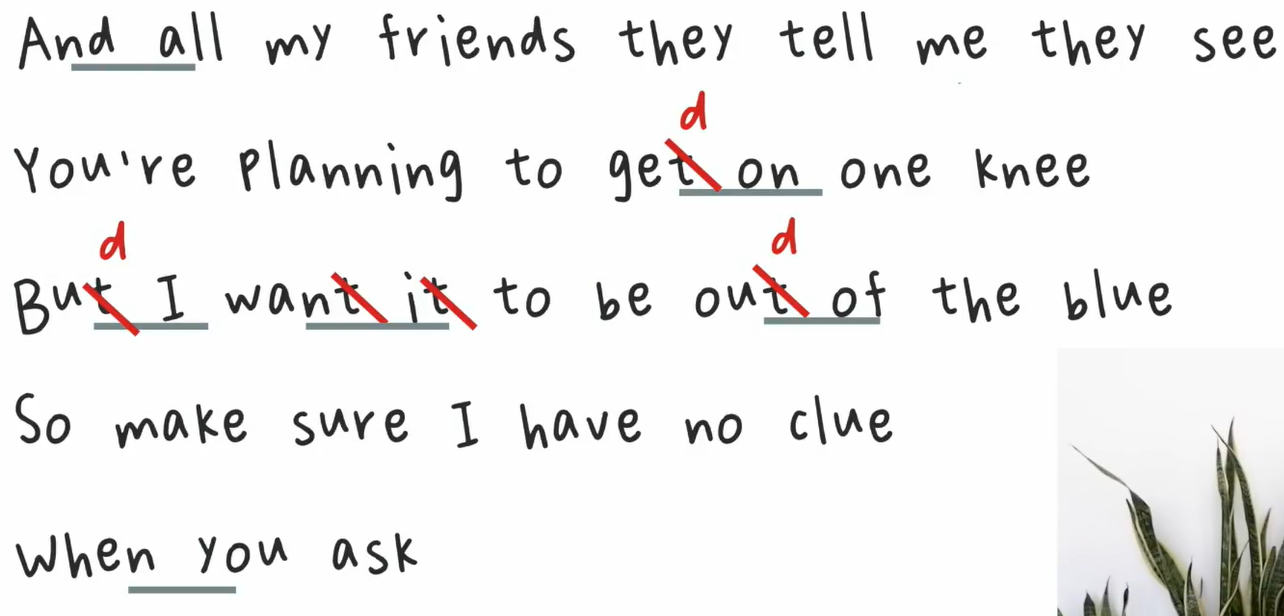 And all my friends they tell me they see
d
You're planning to get on one knee
d d
But I want it to be out of the blue
So make sure I have no clue
When you ask